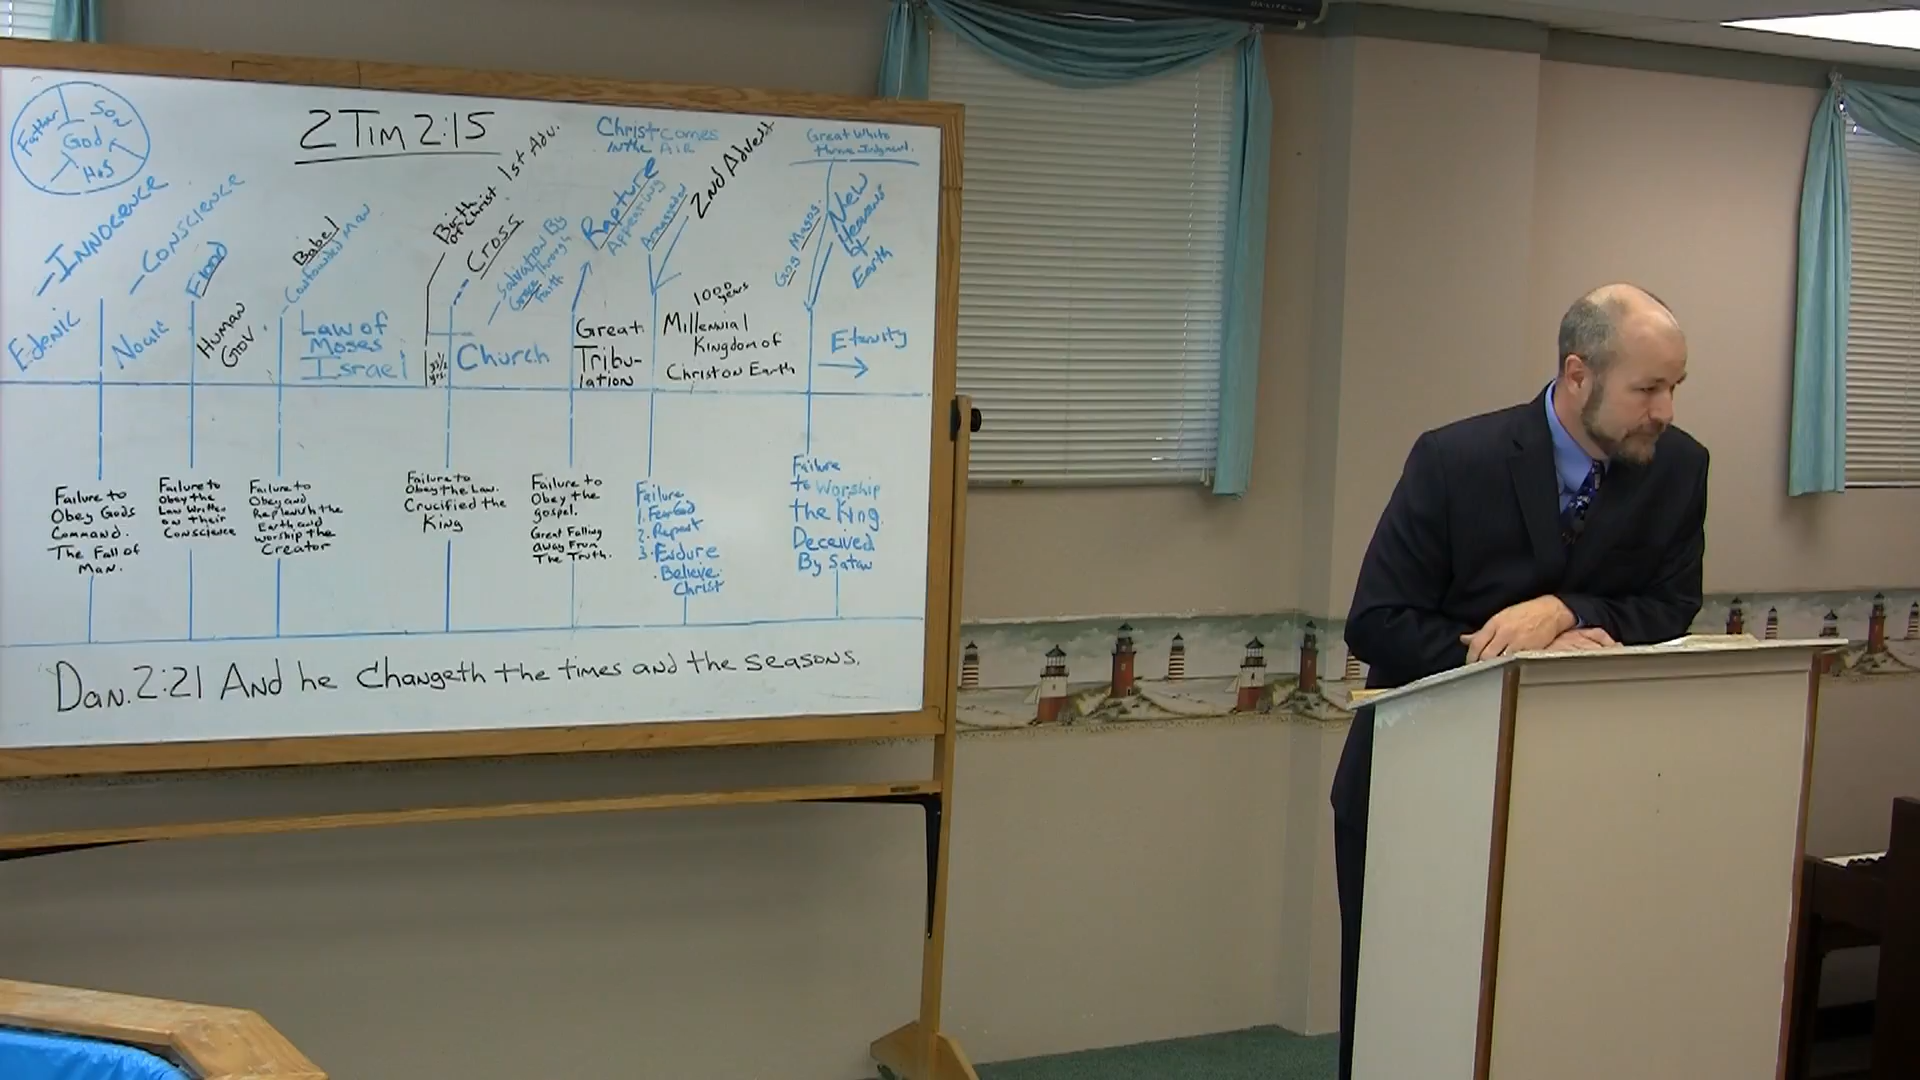 Father
Son
God
H.S
2 Tim 2:15
Innocence
Conscience
Flood
Babel
Confounded Man
Birth of Christ 1st Adv.
Cross
Salvation By
Grace Through
Faith
Christ comes
In the Air
Rapture
Appearing
2nd Advent
Great White
Throne Judgment.
Gog Magog.
New
Heavens
&
Earth
Edenic
Noaic
Human
Gov.
Law of
Moses
Israel
Church
Great
Tribu-
lation
1000
years
Millennial
Kingdom of
Christ on Earth
Eternity
Failure to
Obey Gods
Command.
The Fall of
Man.
Failure to
Obey the
Law Written
on their
Conscience
Failure to
Obey and
Replenish the
Earth and
worship the
Creator
Failure to
Obey the Law.
Crucified the
King
Failure to
Obey the
gospel.
Great Falling
away From
The Truth.
Failure
1. Fear God
2. Repent
3. Endure
. Believe
Christ
Failure
to Worship
the King.
Deceived
By Satan
Dan. 2:21 And he changeth the times and the seasons.